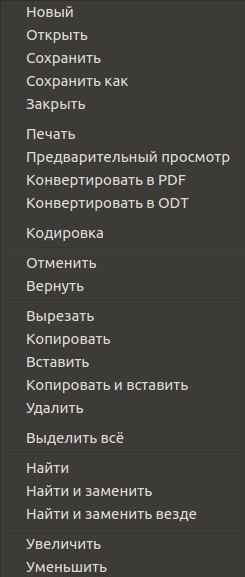 Новый
Открыть
Сохранить
Сохранить как
Закрыть
Печать
Предварительный просмотр
Конвертировать в PDF
Конвертировать в ODT
Кодировка
Отменить
Вернуть
Вырезать
Копировать
Вставить
Копировать и вставить
Удалить
Выделить всё
Найти
Найти и заменить
Найти и заменить везде
Увеличить
Уменьшить